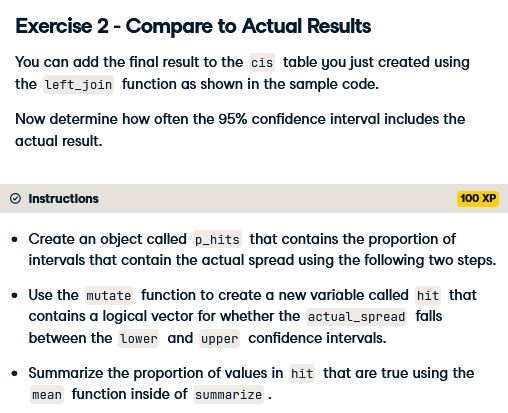 Exercise 2 - Compare to Actual Results
You can add the final result to the cis table you just created using
the left_join function as shown in the sample code.
Now determine how often the 95% confidence interval includes the
actual result.
Instructions
100 XP
Create an object called p_hits that contains the proportion of
intervals that contain the actual spread using the following two steps.
Use the mutate function to create a new variable called hit that
contains a logical vector for whether the actual_spread falls
between the lower and upper confidence intervals.
Summarize the proportion of values in hit that are true using the
mean function inside of summarize .